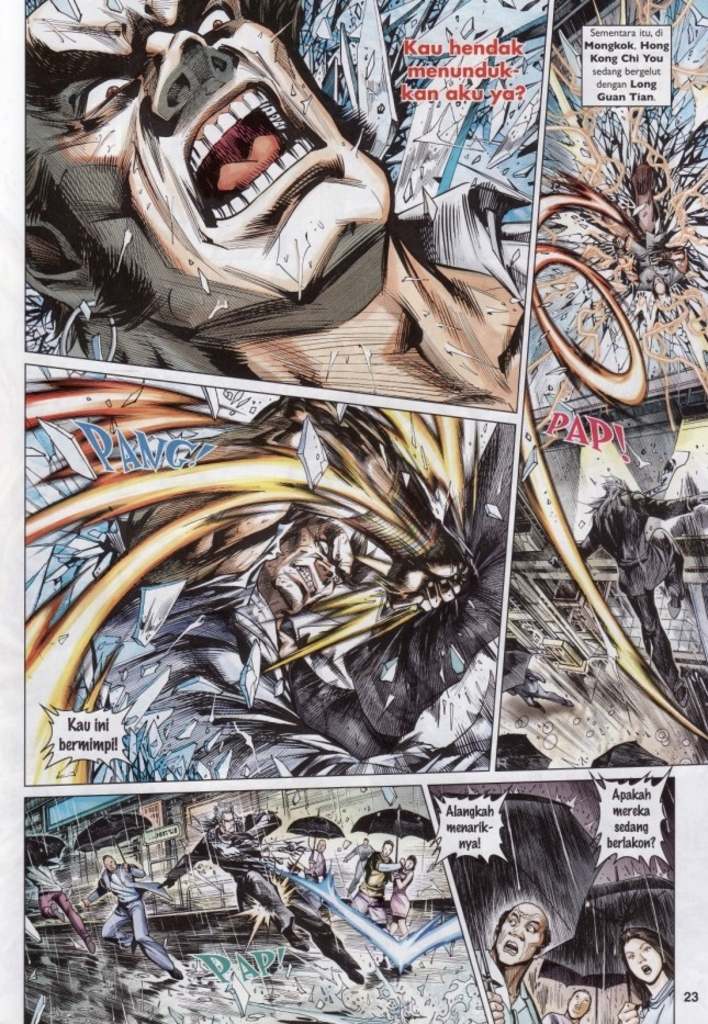 Kau hendak
menunduk-
kan aku ya?
Sementara itu, di
Mongkok, Hong
Kong Chi You
sedang bergelut
dengan Long
Guan Tian.
PAP!
PANG!
Kau ini
bermimpi!
PAP!
Alangkah
menarik-
nya!
Apakah
mereka
sedang
berlakon?
23